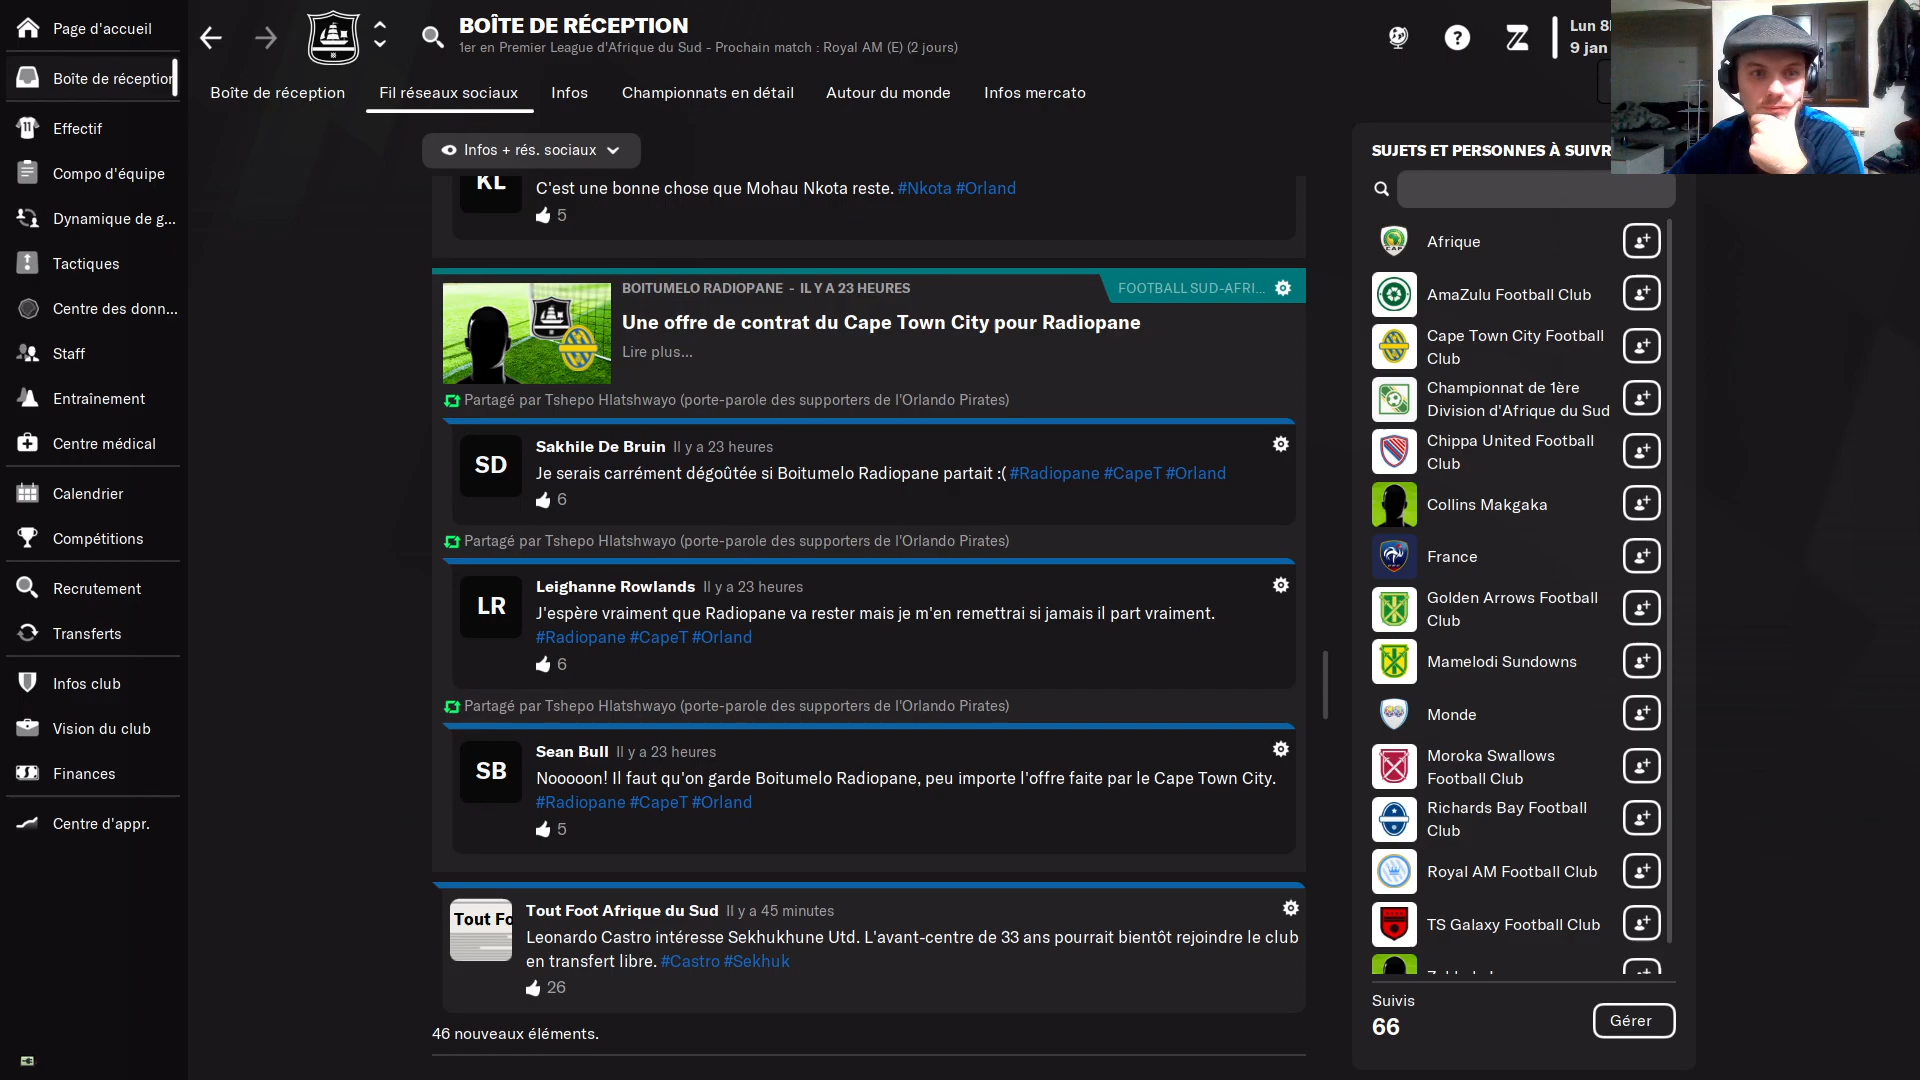 Page d'accueil
Boîte de réception
Effectif
Compo d'équipe
Dynamique de g...
Tactiques
Centre des donn...
Staff
Entraînement
Centre médical
Calendrier
Compétitions
Recrutement
Transferts
Infos club
Vision du club
Finances
Centre d'appr.
BOÎTE DE RÉCEPTION
1er en Premier League d'Afrique du Sud - Prochain match : Royal AM (E) (2 jours)
Lun 8
9 jan
Boîte de réception
Fil réseaux sociaux
Infos
Championnats en détail
Autour du monde
Infos mercato
Infos + rés. sociaux
KL
C'est une bonne chose que Mohau Nkota reste. #Nkota #Orland
5
BOITUMELO RADIOPANE - IL Y A 23 HEURES
FOOTBALL SUD-AFRI...
Une offre de contrat du Cape Town City pour Radiopane
Lire plus...
Partagé par Tshepo Hlatshwayo (porte-parole des supporters de l'Orlando Pirates)
SD
Sakhile De Bruin Il y a 23 heures
Je serais carrément dégoûtée si Boitumelo Radiopane partait :( #Radiopane #CapeT #Orland
6
Partagé par Tshepo Hlatshwayo (porte-parole des supporters de l'Orlando Pirates)
LR
Leighanne Rowlands Il y a 23 heures
J'espère vraiment que Radiopane va rester mais je m'en remettrai si jamais il part vraiment.
#Radiopane #CapeT #Orland
6
Partagé par Tshepo Hlatshwayo (porte-parole des supporters de l'Orlando Pirates)
SB
Sean Bull Il y a 23 heures
Nooooon! Il faut qu'on garde Boitumelo Radiopane, peu importe l'offre faite par le Cape Town City.
#Radiopane #CapeT #Orland
5
Tout Fo
Tout Foot Afrique du Sud Il y a 45 minutes
Leonardo Castro intéresse Sekhukhune Utd. L'avant-centre de 33 ans pourrait bientôt rejoindre le club
en transfert libre. #Castro #Sekhuk
26
46 nouveaux éléments.
SUJETS ET PERSONNES À SUIVR
Afrique
AmaZulu Football Club
Cape Town City Football
Club
Championnat de 1ère
Division d'Afrique du Sud
Chippa United Football
Club
Collins Makgaka
France
Golden Arrows Football
Club
Mamelodi Sundowns
Monde
Moroka Swallows
Football Club
Richards Bay Football
Club
Royal AM Football Club
TS Galaxy Football Club
Suivis
66
Gérer